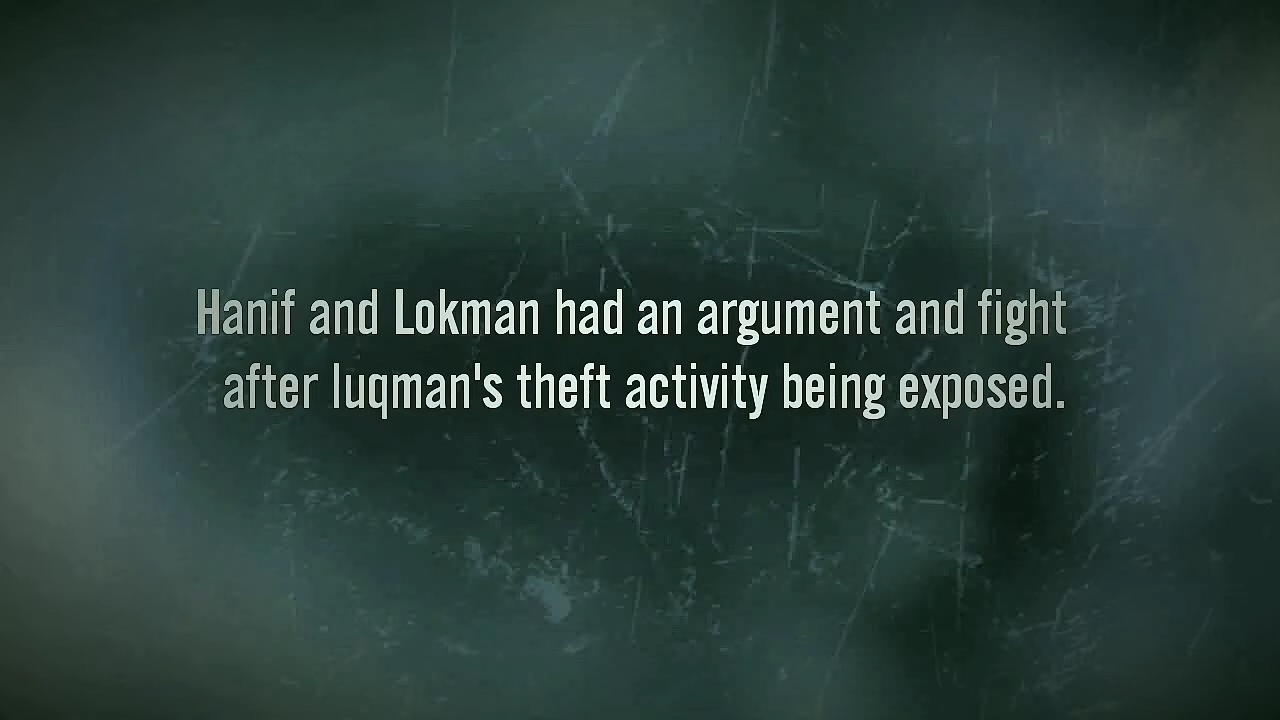 Hanif and Lokman had an argument and fight
after luqman's theft activity being exposed.